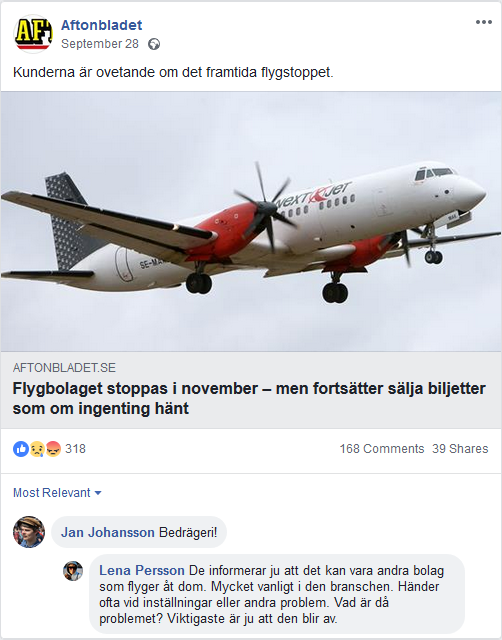 AF
Aftonbladet
September 28
Kunderna är ovetande om det framtida flygstoppet.
NEXTJET
AFTONBLADET.SE
Flygbolaget stoppas i november – men fortsätter sälja biljetter
som om ingenting hänt
318
168 Comments 39 Shares
Most Relevant
Jan Johansson Bedrägeri!
Lena Persson De informerar ju att det kan vara andra bolag
som flyger åt dom. Mycket vanligt i den branschen. Händer
ofta vid inställningar eller andra problem. Vad är då
problemet? Viktigaste är ju att den blir av.